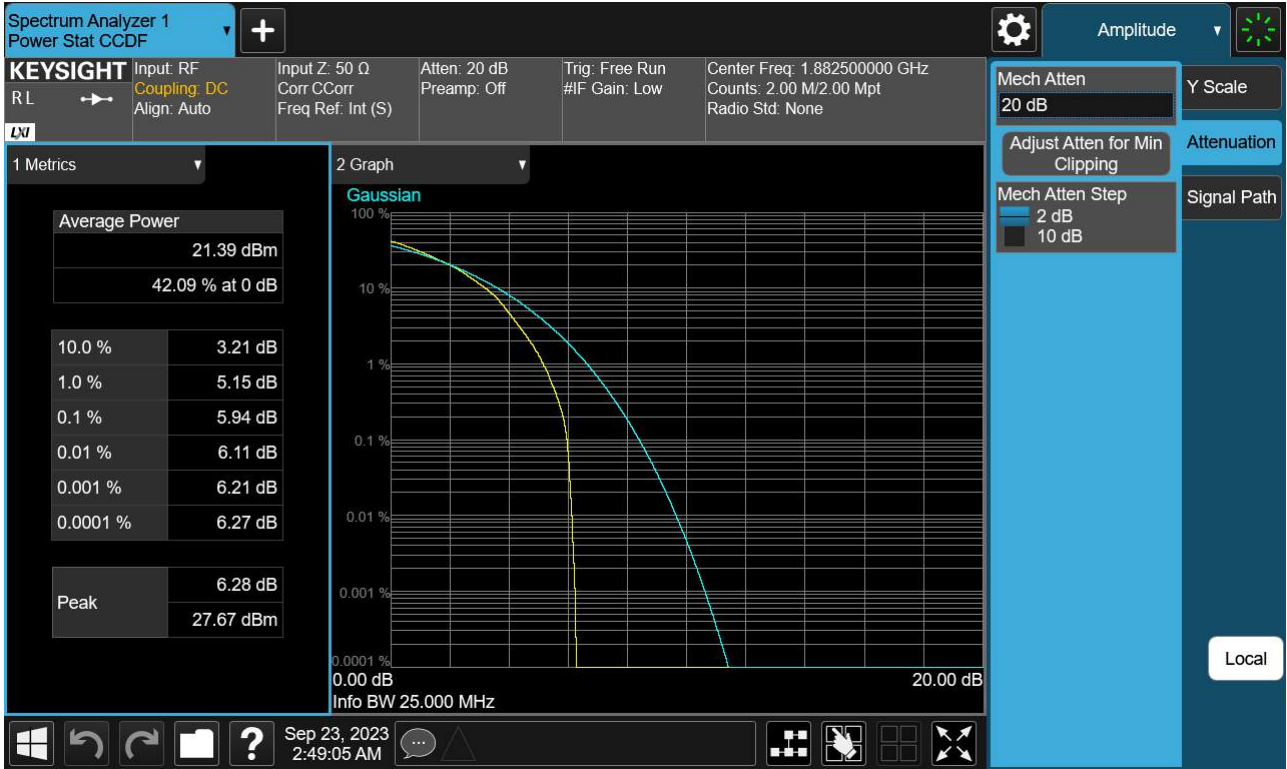 Spectrum Analyzer 1
Power Stat CCDF
+
Amplitude
KEYSIGHT
RL
LXI
Input: RF
Coupling: DC
Align: Auto
Input Z: 50 Ω
Corr CCorr
Freq Ref: Int (S)
Atten: 20 dB
Preamp: Off
Trig: Free Run
#IF Gain: Low
Center Freq: 1.882500000 GHz
Counts: 2.00 M/2.00 Mpt
Radio Std: None
1 Metrics
Average Power
21.39 dBm
42.09 % at 0 dB
10.0 % 3.21 dB
1.0 % 5.15 dB
0.1 % 5.94 dB
0.01 % 6.11 dB
0.001 % 6.21 dB
0.0001 % 6.27 dB
Peak
6.28 dB
27.67 dBm
2 Graph
Gaussian
100 %
10 %
1 %
0.1 %
0.01 %
0.001 %
0.0001 %
0.00 dB 20.00 dB
Info BW 25.000 MHz
Mech Atten
20 dB
Adjust Atten for Min
Clipping
Mech Atten Step
2 dB
10 dB
Y Scale
Attenuation
Signal Path
Local
?
Sep 23, 2023
2:49:05 AM